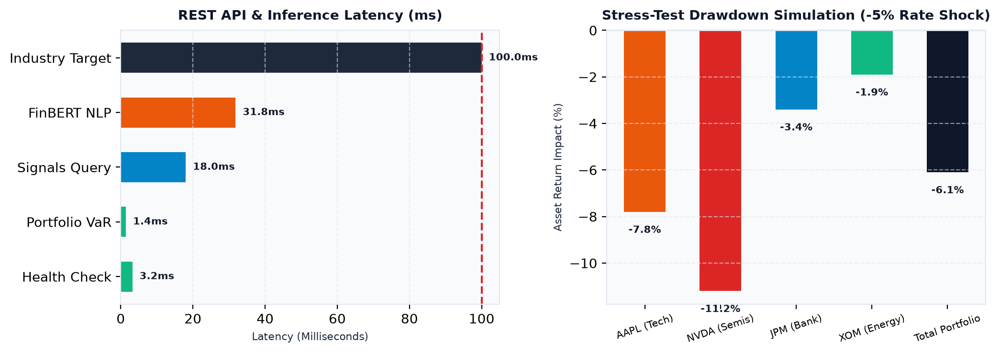 REST API & Inference Latency (ms)
Industry Target
100.0ms
FinBERT NLP
31.8ms
Signals Query
18.0ms
Portfolio VaR
1.4ms
Health Check
3.2ms
0 20 40 60 80 100
Latency (Milliseconds)
Stress-Test Drawdown Simulation (-5% Rate Shock)
Asset Return Impact (%)
0
−2
−4
−6
−8
−10
-7.8%
-11.2%
-3.4%
-1.9%
-6.1%
AAPL (Tech)
NVDA (Semis)
JPM (Bank)
XOM (Energy)
Total Portfolio